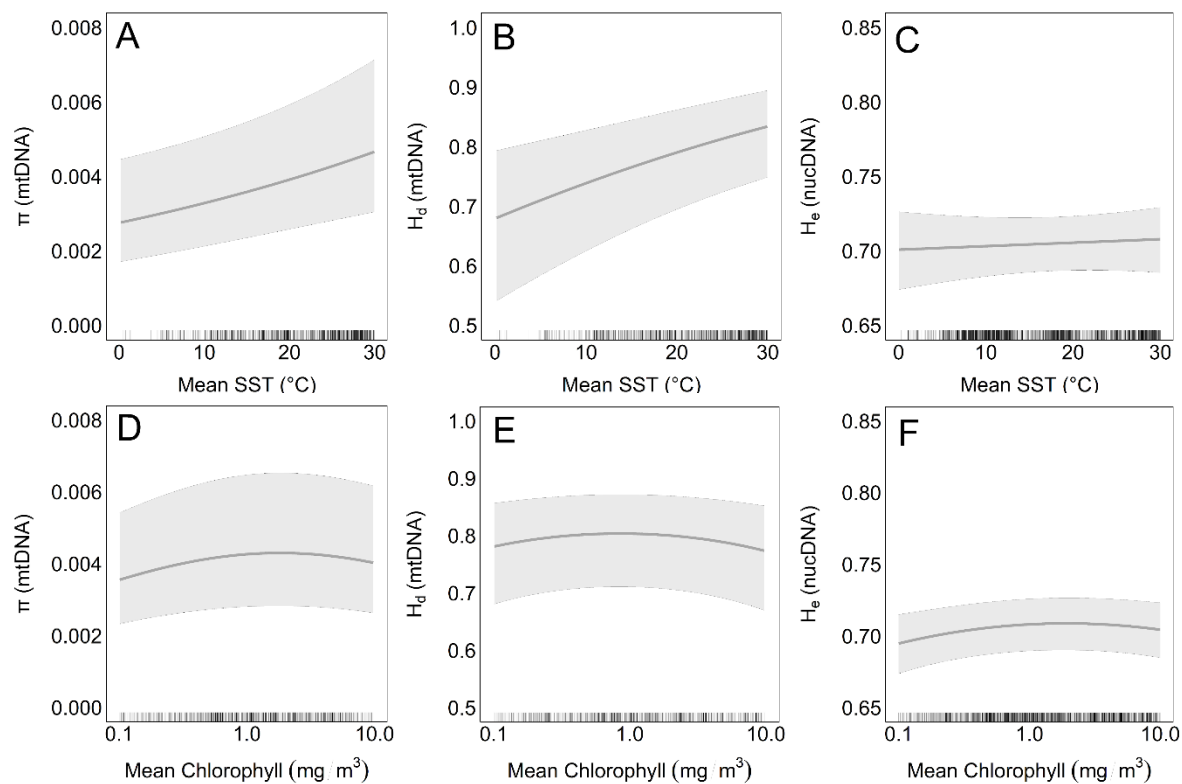 A
π (mtDNA)
0.008
0.006
0.004
0.002
0.000
0 10 20 30
Mean SST (°C)
B
H_d (mtDNA)
1.0
0.9
0.8
0.7
0.6
0.5
0 10 20 30
Mean SST (°C)
C
H_e (nucDNA)
0.85
0.80
0.75
0.70
0.65
0 10 20 30
Mean SST (°C)
D
π (mtDNA)
0.008
0.006
0.004
0.002
0.000
0.1 1.0 10.0
Mean Chlorophyll (mg/m³)
E
H_d (mtDNA)
1.0
0.9
0.8
0.7
0.6
0.5
0.1 1.0 10.0
Mean Chlorophyll (mg/m³)
F
H_e (nucDNA)
0.85
0.80
0.75
0.70
0.65
0.1 1.0 10.0
Mean Chlorophyll (mg/m³)